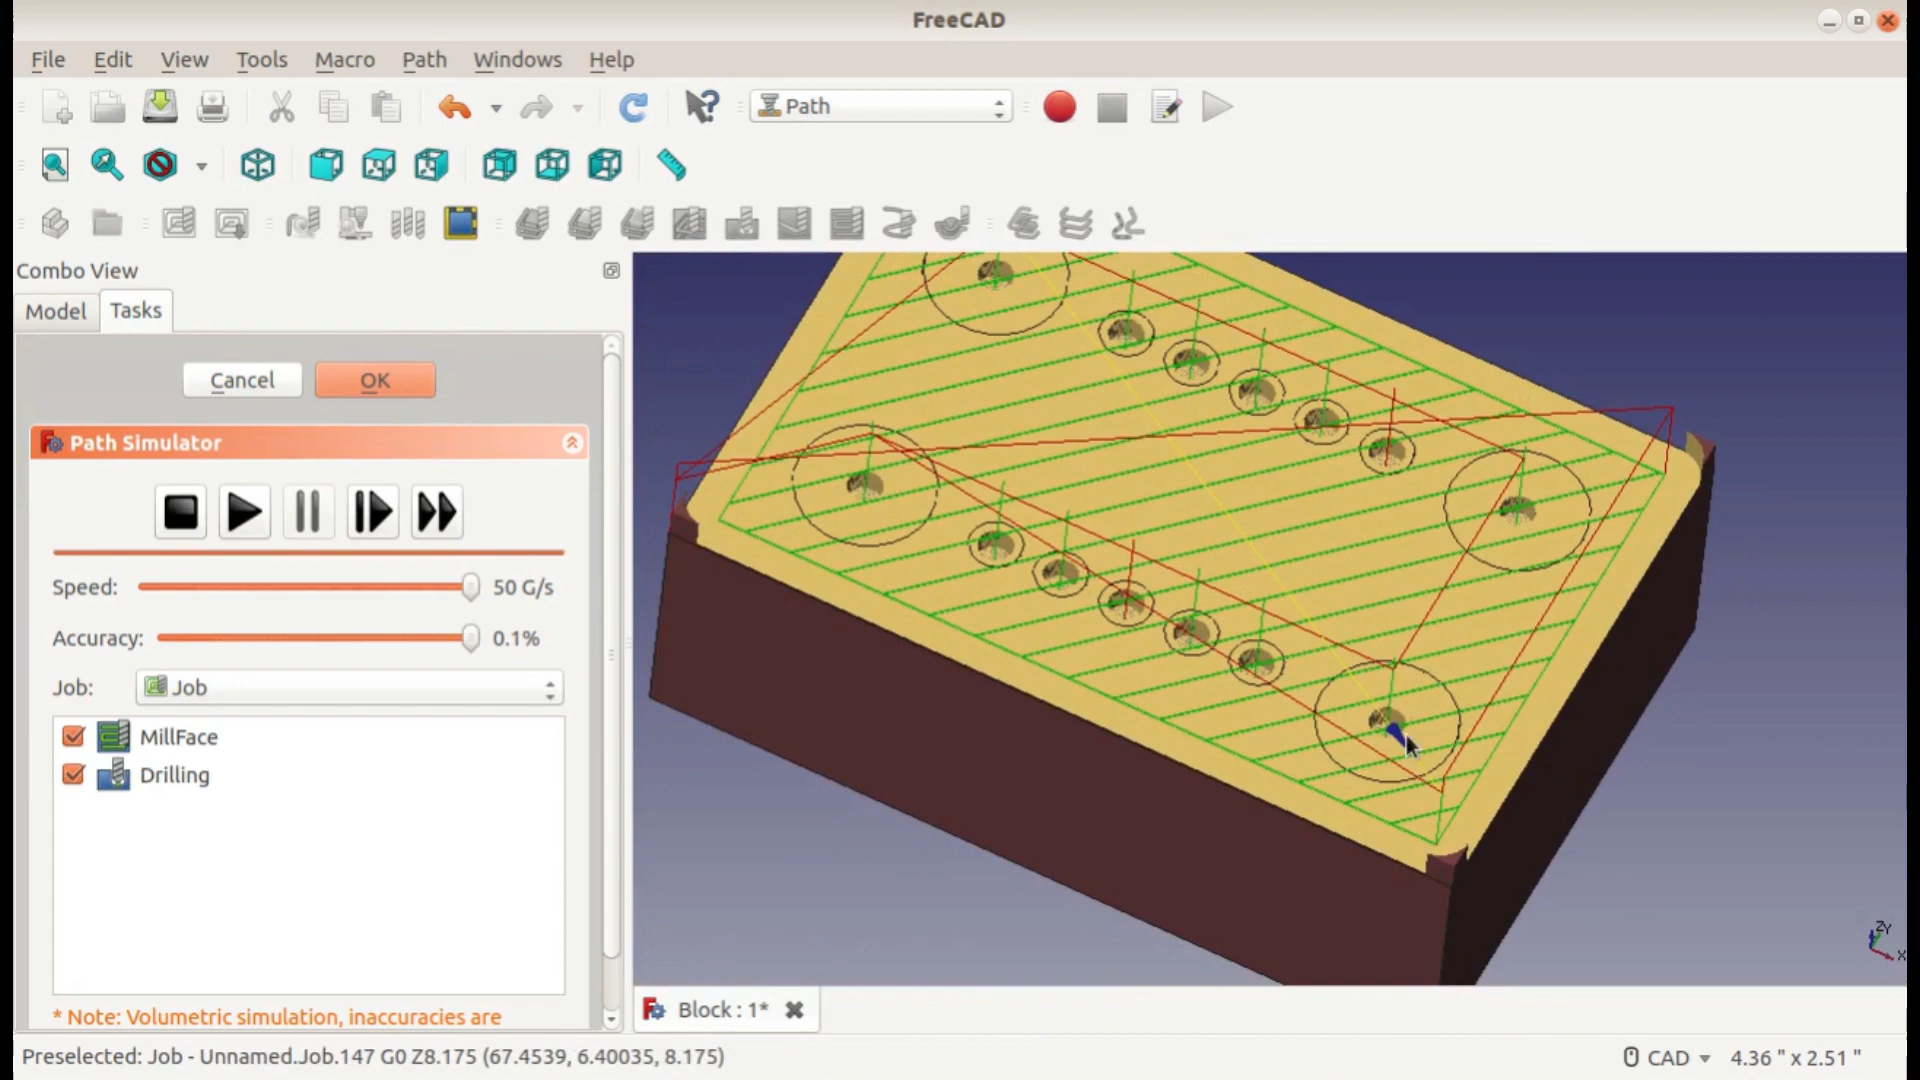 FreeCAD
File Edit View Tools Macro Path Windows Help
Path
Combo View
Model Tasks
Cancel OK
Path Simulator
Speed: 50 G/s
Accuracy: 0.1%
Job: Job
MillFace
Drilling
* Note: Volumetric simulation, inaccuracies are
ZY
X
Block : 1*
Preselected: Job - Unnamed.Job.147 G0 Z8.175 (67.4539, 6.40035, 8.175)
CAD 4.36 " x 2.51 "